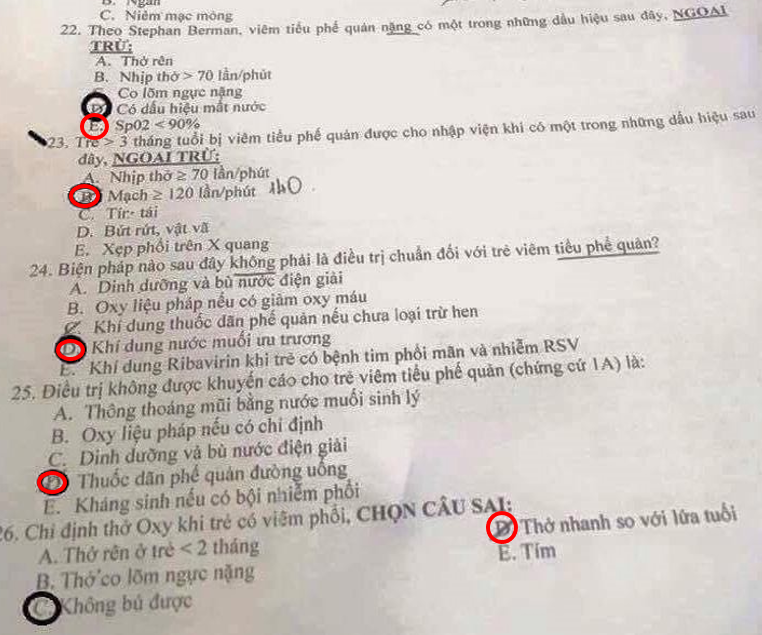 C. Niêm mạc mỏng
22. Theo Stephan Berman, viêm tiểu phế quản nặng có một trong những dấu hiệu sau đây, NGOẠI
TRỪ:
A. Thở rên
B. Nhịp thở > 70 lần/phút
Co lõm ngực nặng
D. Có dấu hiệu mất nước
E. Sp02 < 90%
23. Trẻ > 3 tháng tuổi bị viêm tiểu phế quản được cho nhập viện khi có một trong những dấu hiệu sau
đây, NGOẠI TRỪ:
A. Nhịp thở ≥ 70 lần/phút
B. Mạch ≥ 120 lần/phút
C. Tím tái
D. Bứt rứt, vật vã
E. Xẹp phổi trên X quang
24. Biện pháp nào sau đây không phải là điều trị chuẩn đối với trẻ viêm tiểu phế quản?
A. Dinh dưỡng và bù nước điện giải
B. Oxy liệu pháp nếu có giảm oxy máu
C. Khí dung thuốc dãn phế quản nếu chưa loại trừ hen
D. Khí dung nước muối ưu trương
E. Khí dung Ribavirin khi trẻ có bệnh tim phổi mãn và nhiễm RSV
25. Điều trị không được khuyến cáo cho trẻ viêm tiểu phế quản (chứng cứ 1A) là:
A. Thông thoáng mũi bằng nước muối sinh lý
B. Oxy liệu pháp nếu có chỉ định
C. Dinh dưỡng và bù nước điện giải
D. Thuốc dãn phế quản đường uống
E. Kháng sinh nếu có bội nhiễm phổi
26. Chỉ định thở Oxy khi trẻ có viêm phổi, CHỌN CÂU SAI:
A. Thở rên ở trẻ < 2 tháng
B. Thở co lõm ngực nặng
C. Không bú được
D. Thở nhanh so với lứa tuổi
E. Tím